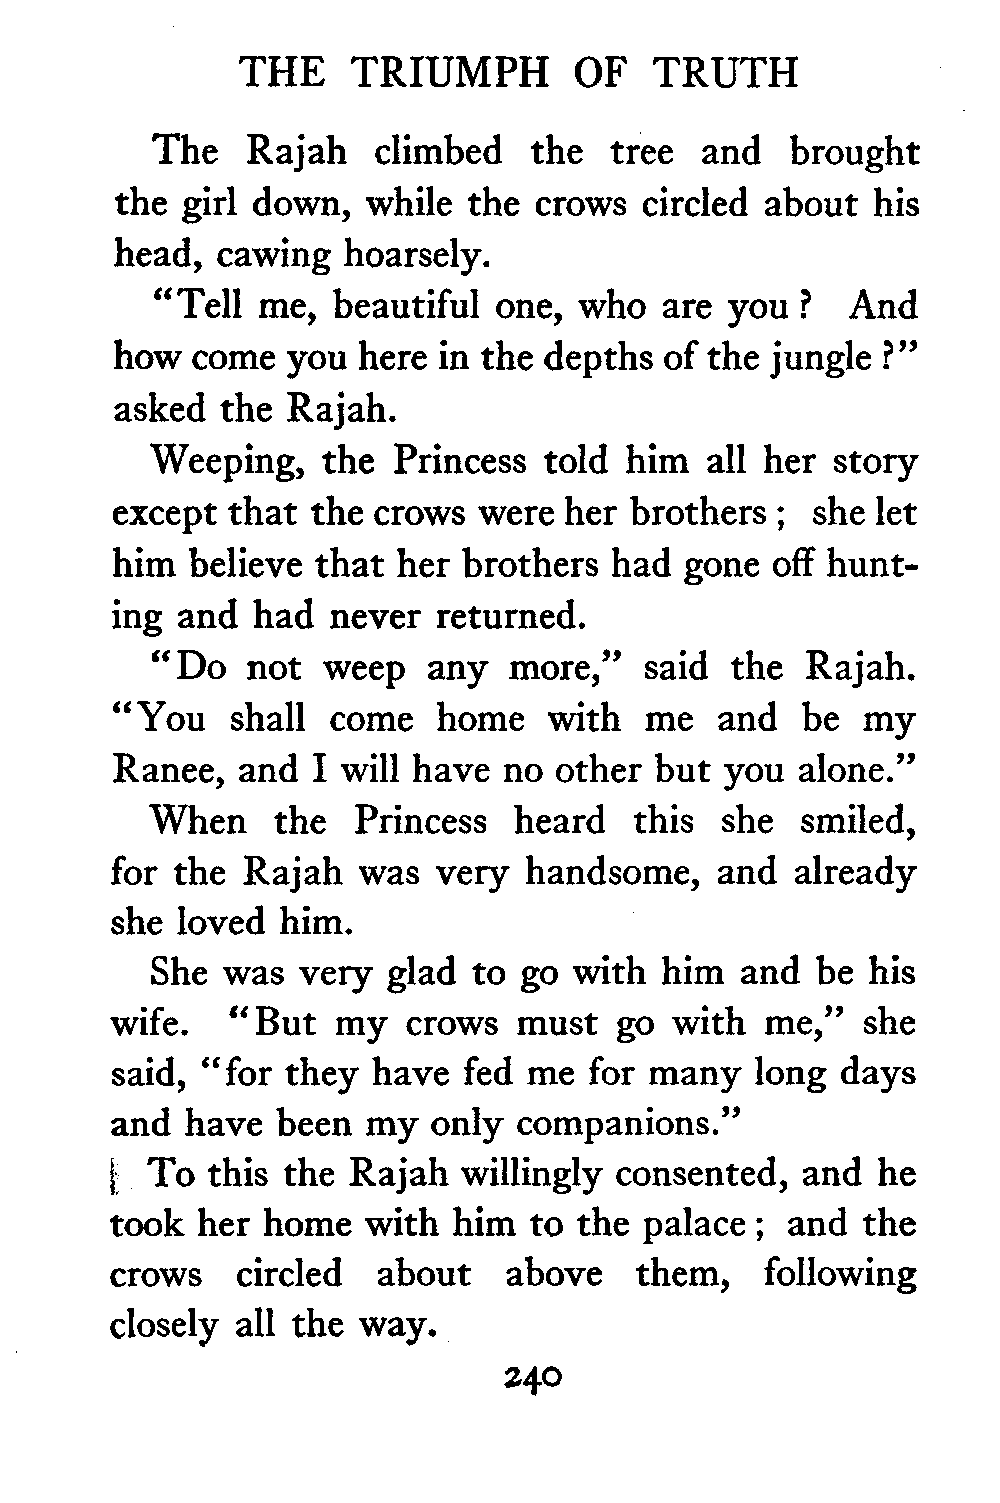 THE TRIUMPH OF TRUTH
The Rajah climbed the tree and brought
the girl down, while the crows circled about his
head, cawing hoarsely.
“Tell me, beautiful one, who are you ? And
how come you here in the depths of the jungle ?”
asked the Rajah.
Weeping, the Princess told him all her story
except that the crows were her brothers ; she let
him believe that her brothers had gone off hunt-
ing and had never returned.
“Do not weep any more,” said the Rajah.
“You shall come home with me and be my
Ranee, and I will have no other but you alone.”
When the Princess heard this she smiled,
for the Rajah was very handsome, and already
she loved him.
She was very glad to go with him and be his
wife. “But my crows must go with me,” she
said, “for they have fed me for many long days
and have been my only companions.”
To this the Rajah willingly consented, and he
took her home with him to the palace ; and the
crows circled about above them, following
closely all the way.
240